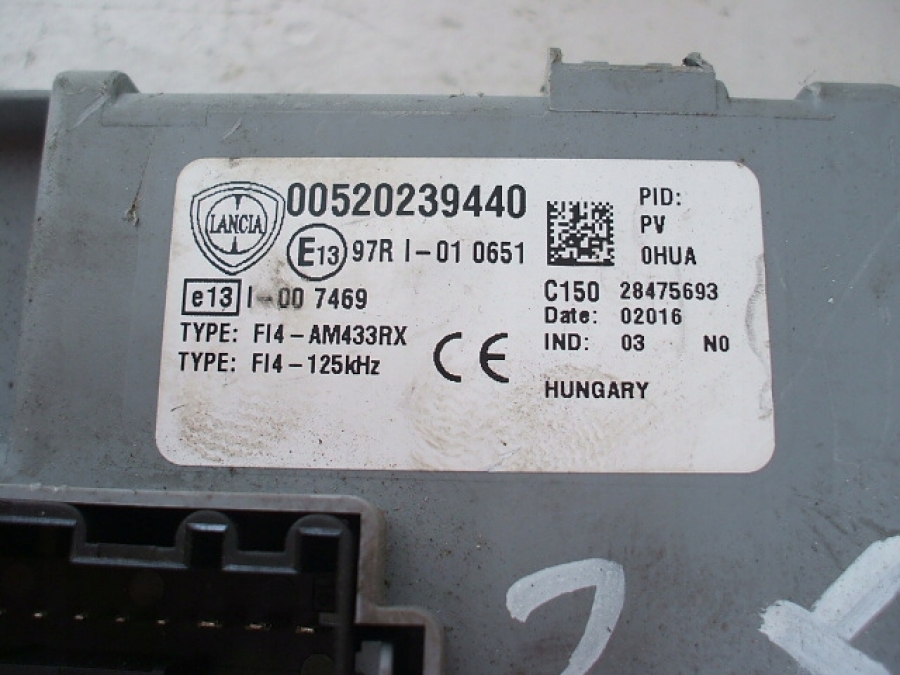 LANCIA
00520239440
E13 97R I-01 0651
e13 I-00 7469
TYPE: FI4-AM433RX
TYPE: FI4-125kHz
CE
PID:
PV
0HUA
C150 28475693
Date: 02016
IND: 03 N0
HUNGARY